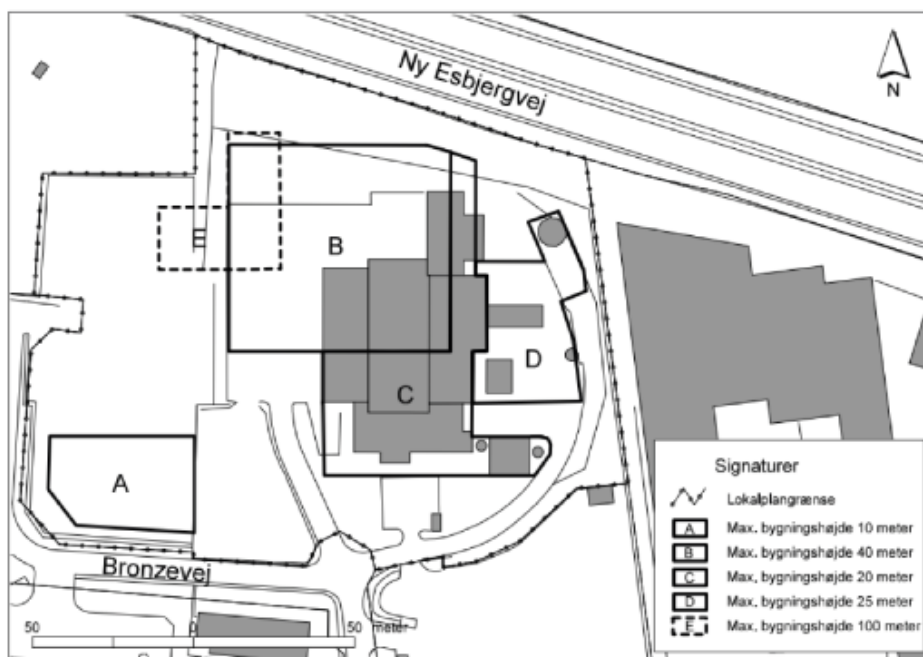 Ny Esbjergvej
N
B
E
D
C
A
Bronzevej
Signaturer
Lokalplangrænse
A Max. bygningshøjde 10 meter
B Max. bygningshøjde 40 meter
C Max, bygningshøjde 20 meter
D Max. bygningshøjde 25 meter
E Max. bygningshøjde 100 meter
50 0 50 meter